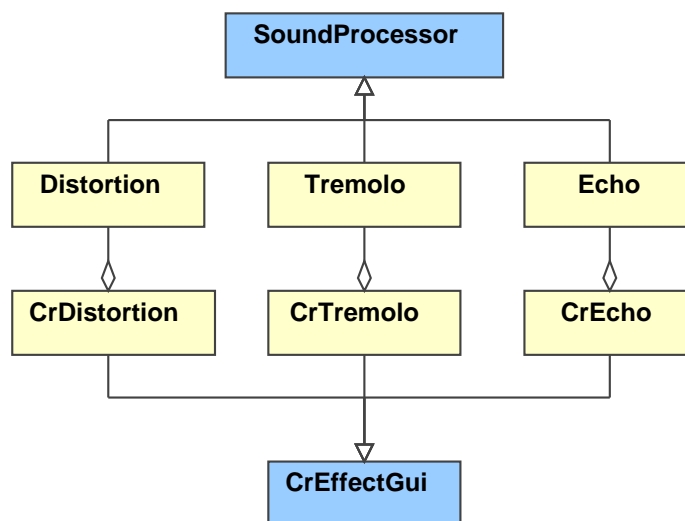 SoundProcessor
Distortion
Tremolo
Echo
CrDistortion
CrTremolo
CrEcho
CrEffectGui